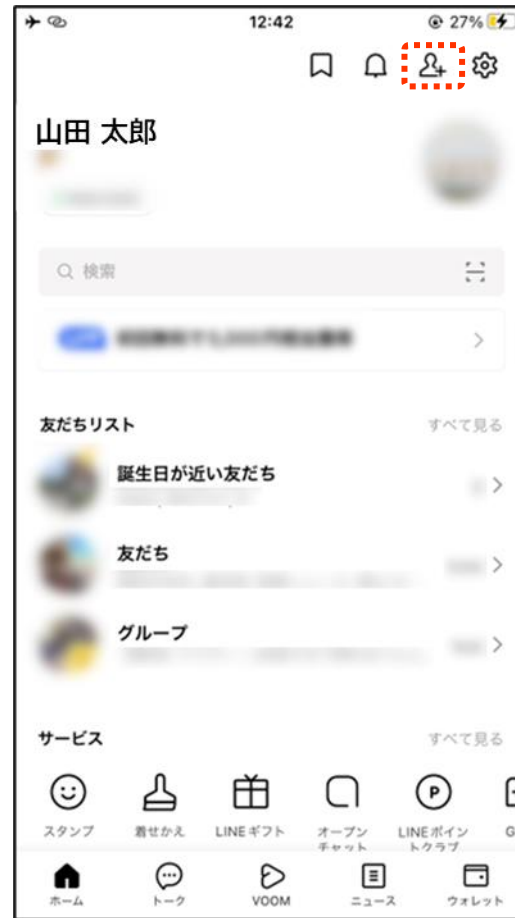 12:42
27%
山田 太郎
検索
友だちリスト
すべて見る
誕生日が近い友だち
友だち
グループ
サービス
すべて見る
スタンプ
着せかえ
LINEギフト
オープン
チャット
LINEポイン
トクラブ
G
ホーム
トーク
VOOM
ニュース
ウォレット